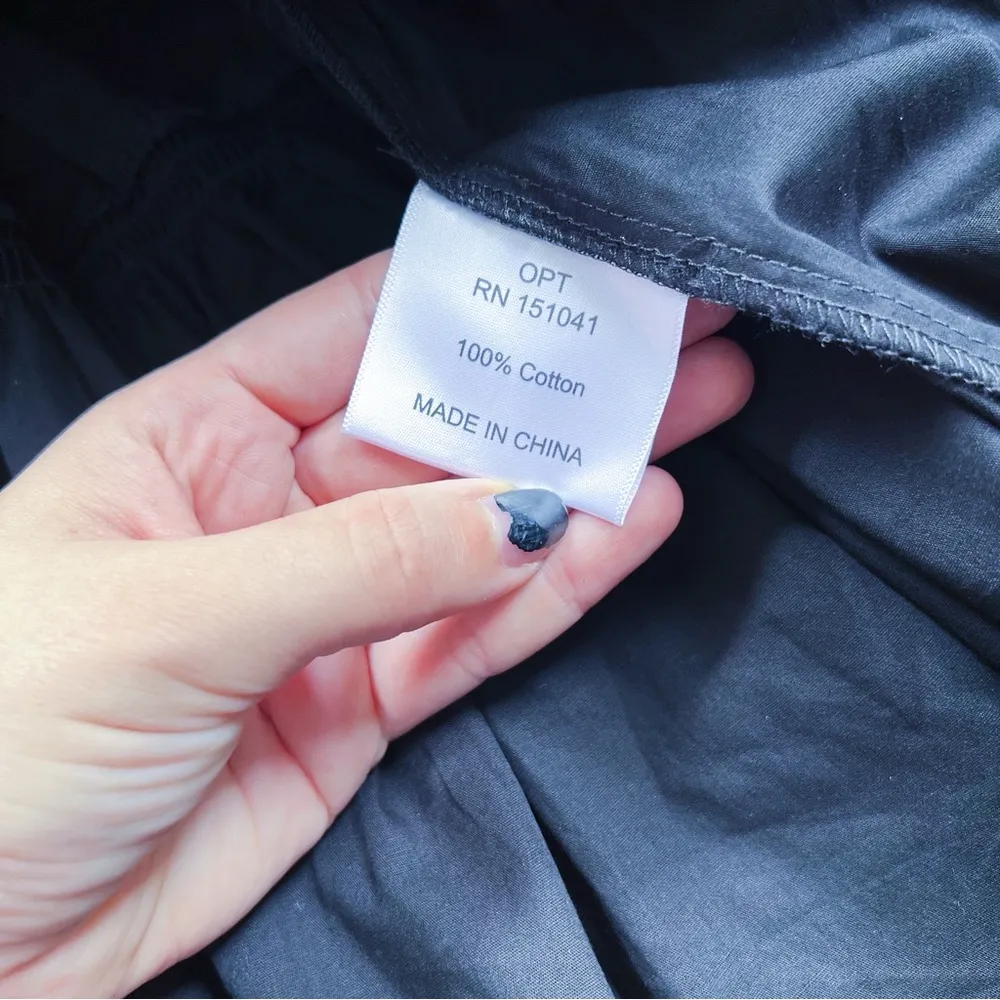 OPT
RN 151041
100% Cotton
MADE IN CHINA